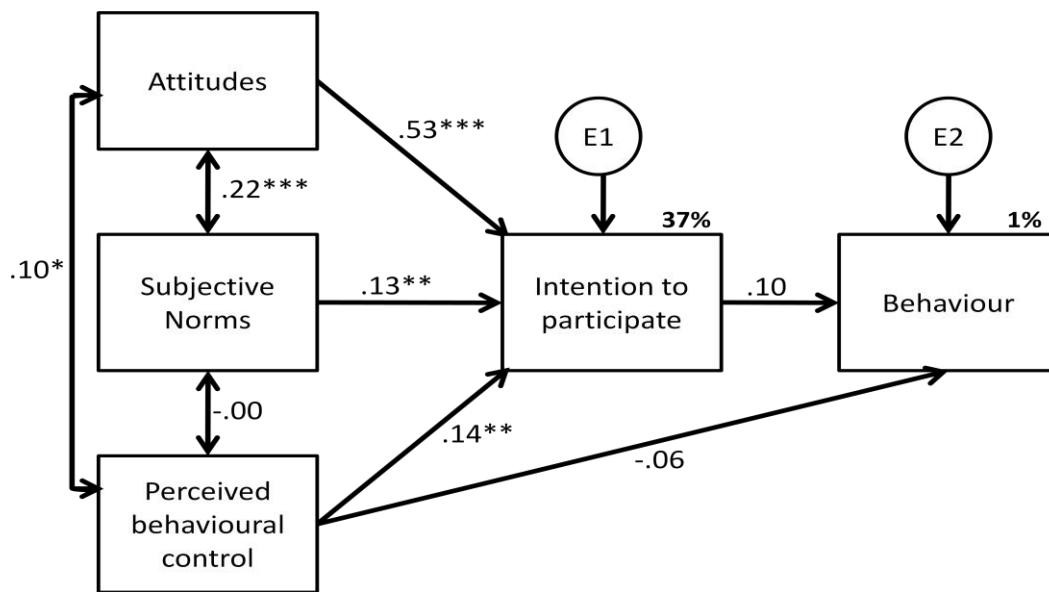 Attitudes
.53***
E1
E2
.22***
37%
1%
.10*
Subjective
Norms
.13**
Intention to
participate
.10
Behaviour
-.00
.14**
-.06
Perceived
behavioural
control